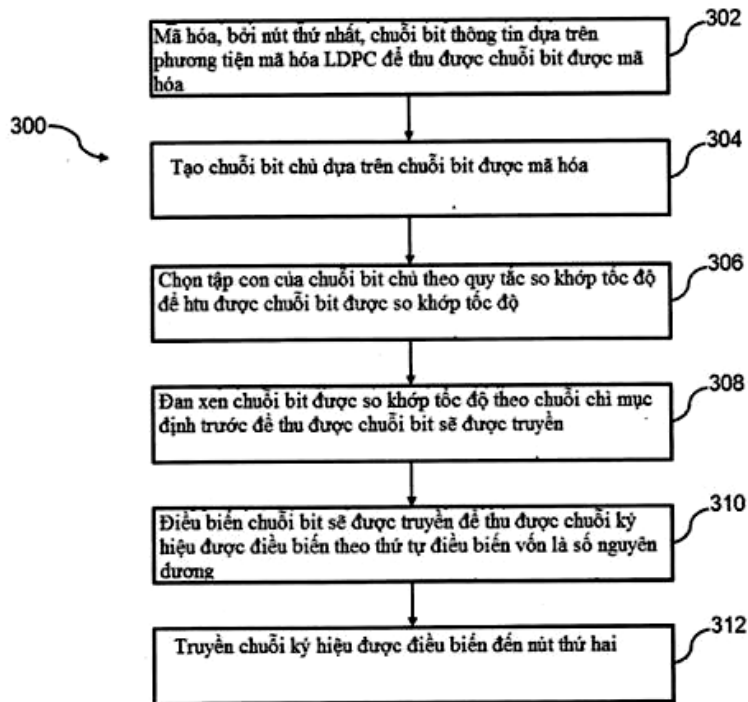 Mã hóa, bởi nút thứ nhất, chuỗi bit thông tin dựa trên
phương tiện mã hóa LDPC để thu được chuỗi bit được mã
hóa
302
300
Tạo chuỗi bit chủ dựa trên chuỗi bit được mã hóa
304
Chọn tập con của chuỗi bit chủ theo quy tắc so khớp tốc độ
để htu được chuỗi bit được so khớp tốc độ
306
Đan xen chuỗi bit được so khớp tốc độ theo chuỗi chỉ mục
định trước để thu được chuỗi bit sẽ được truyền
308
Điều biến chuỗi bit sẽ được truyền để thu được chuỗi ký
hiệu được điều biến theo thứ tự điều biến vốn là số nguyên
dương
310
Truyền chuỗi ký hiệu được điều biến đến nút thứ hai
312